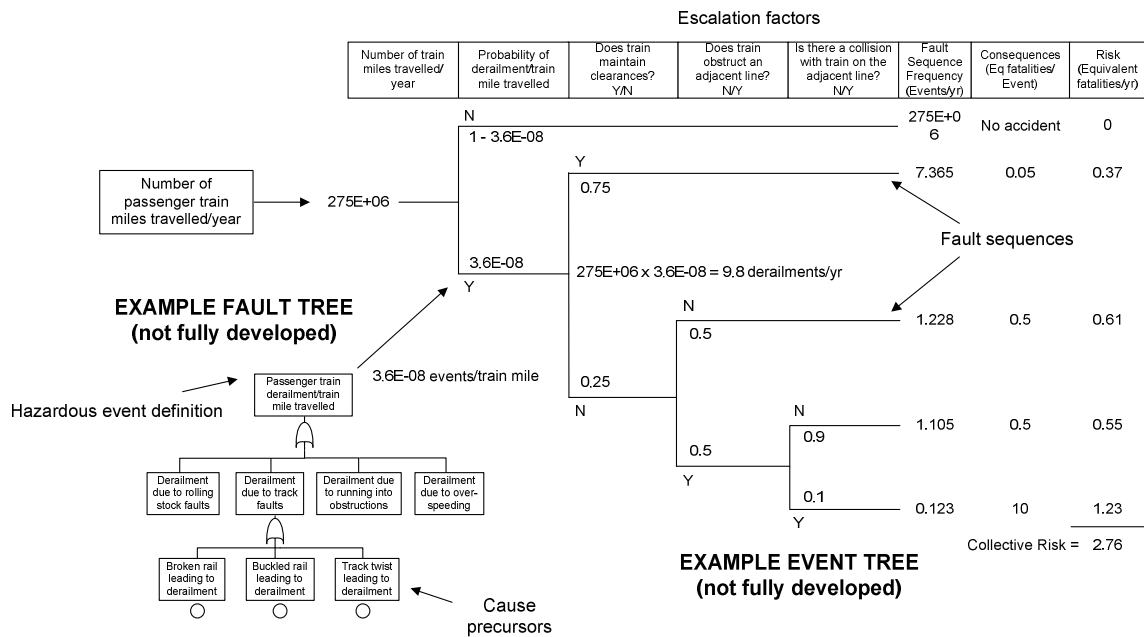 Escalation factors
Number of train
miles travelled/
year
Probability of
derailment/train
mile travelled
Does train
maintain
clearances?
Y/N
Does train
obstruct an
adjacent line?
N/Y
Is there a collision
with train on the
adjacent line?
N/Y
Fault
Sequence
Frequency
(Events/yr)
Consequences
(Eq fatalities/
Event)
Risk
(Equivalent
fatalities/yr)
N
1 - 3.6E-08
275E+0
6
No accident
0
Y
0.75
7.365
0.05
0.37
Number of
passenger train
miles travelled/year
275E+06
Fault sequences
3.6E-08
Y
275E+06 x 3.6E-08 = 9.8 derailments/yr
EXAMPLE FAULT TREE
(not fully developed)
N
0.5
1.228
0.5
0.61
3.6E-08 events/train mile
0.25
N
Passenger train
derailment/train
mile travelled
Hazardous event definition
N
0.9
1.105
0.5
0.55
0.5
Y
Derailment
due to rolling
stock faults
Derailment
due to track
faults
Derailment
due to
running into
obstructions
Derailment
due to over-
speeding
0.1
Y
0.123
10
1.23
Collective Risk = 2.76
EXAMPLE EVENT TREE
(not fully developed)
Broken rail
leading to
derailment
Buckled rail
leading to
derailment
Track twist
leading to
derailment
Cause
precursors